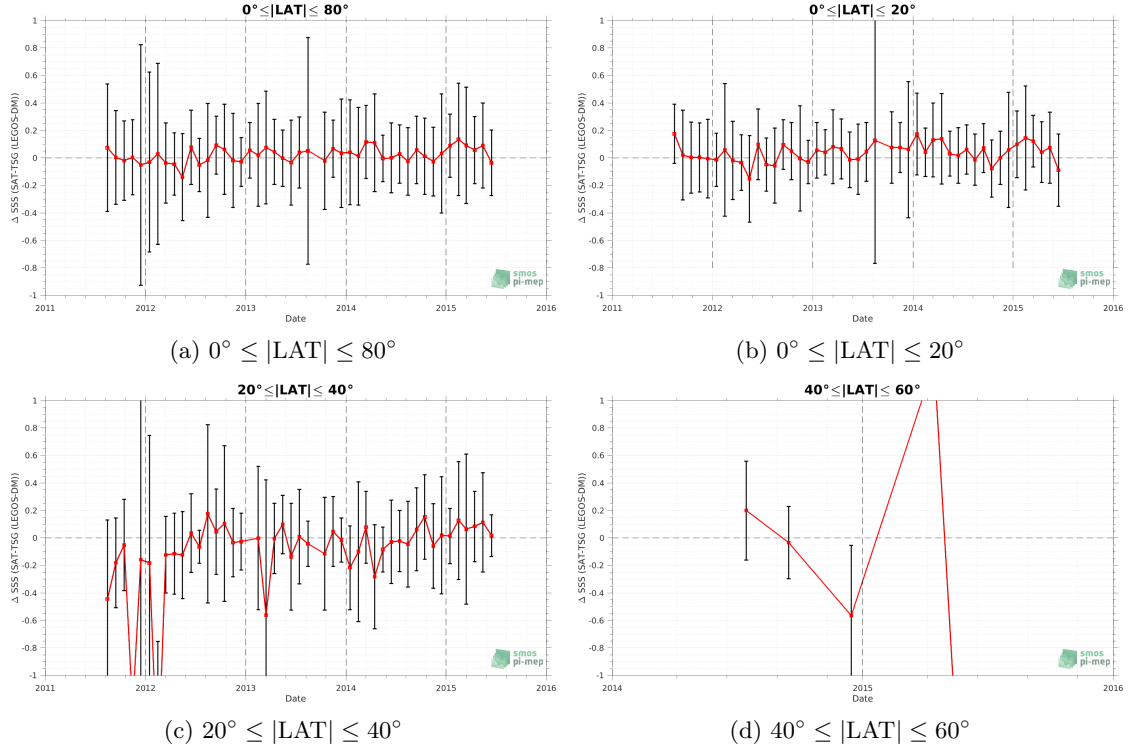 0°≤|LAT|≤ 80°
Δ SSS (SAT-TSG (LEGOS-DM))
1
0.8
0.6
0.4
0.2
0
-0.2
-0.4
-0.6
-0.8
-1
2011
2012
2013
2014
2015
2016
Date
smos
pi-mep
(a) 0° ≤ |LAT| ≤ 80°
0°≤|LAT|≤ 20°
Δ SSS (SAT-TSG (LEGOS-DM))
1
0.8
0.6
0.4
0.2
0
-0.2
-0.4
-0.6
-0.8
-1
2011
2012
2013
2014
2015
2016
Date
smos
pi-mep
(b) 0° ≤ |LAT| ≤ 20°
20°≤|LAT|≤ 40°
Δ SSS (SAT-TSG (LEGOS-DM))
1
0.8
0.6
0.4
0.2
0
-0.2
-0.4
-0.6
-0.8
-1
2011
2012
2013
2014
2015
2016
Date
smos
pi-mep
(c) 20° ≤ |LAT| ≤ 40°
40°≤|LAT|≤ 60°
Δ SSS (SAT-TSG (LEGOS-DM))
1
0.8
0.6
0.4
0.2
0
-0.2
-0.4
-0.6
-0.8
-1
2014
2015
2016
Date
smos
pi-mep
(d) 40° ≤ |LAT| ≤ 60°